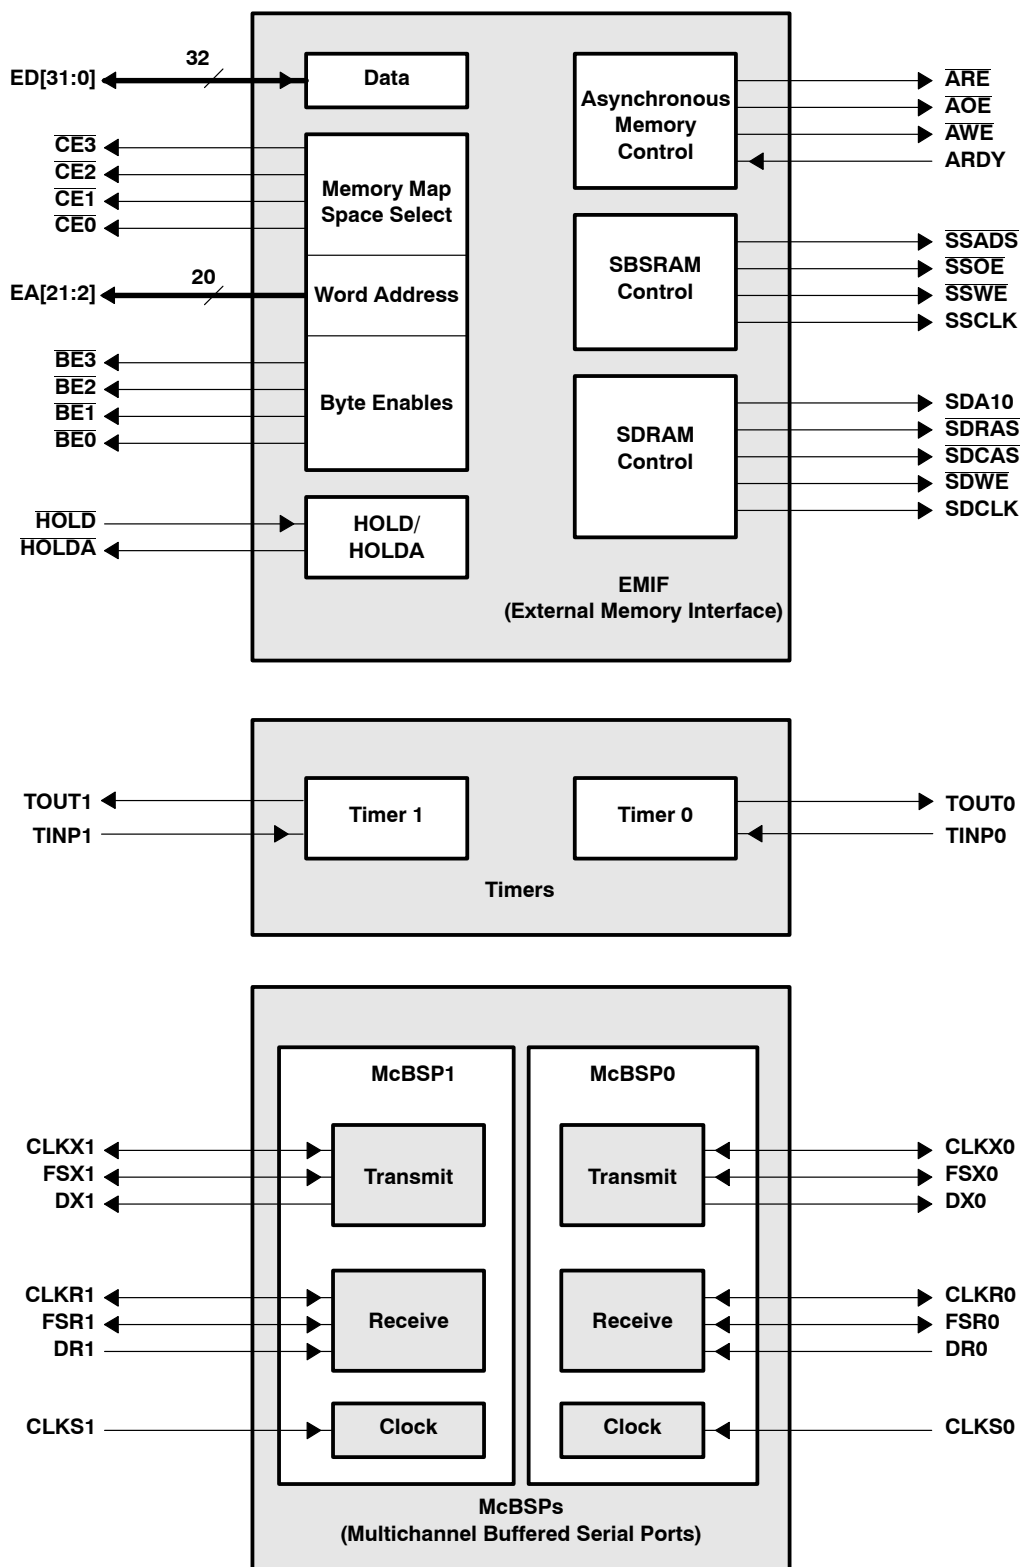 32
ED[31:0]
Data
CE3
CE2
CE1
CE0
Memory Map
Space Select
20
EA[21:2]
Word Address
BE3
BE2
BE1
BE0
Byte Enables
HOLD
HOLDA
HOLD/
HOLDA
Asynchronous
Memory
Control
ARE
AOE
AWE
ARDY
SBSRAM
Control
SSADS
SSOE
SSWE
SSCLK
SDRAM
Control
SDA10
SDRAS
SDCAS
SDWE
SDCLK
EMIF
(External Memory Interface)
TOUT1
TINP1
Timer 1
Timer 0
TOUT0
TINP0
Timers
McBSP1
McBSP0
CLKX1
FSX1
DX1
Transmit
Transmit
CLKX0
FSX0
DX0
CLKR1
FSR1
DR1
Receive
Receive
CLKR0
FSR0
DR0
CLKS1
Clock
Clock
CLKS0
McBSPs
(Multichannel Buffered Serial Ports)